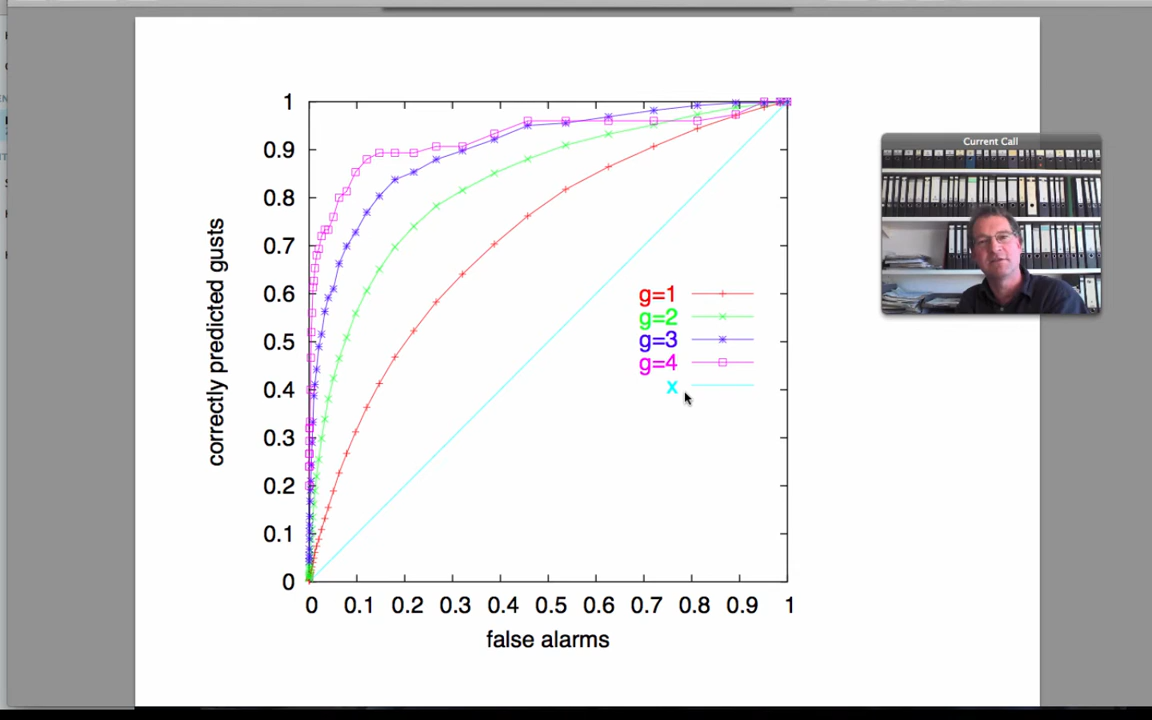 Current Call
correctly predicted gusts
1
0.9
0.8
0.7
0.6
0.5
0.4
0.3
0.2
0.1
0
g=1
g=2
g=3
g=4
x
0 0.1 0.2 0.3 0.4 0.5 0.6 0.7 0.8 0.9 1
false alarms